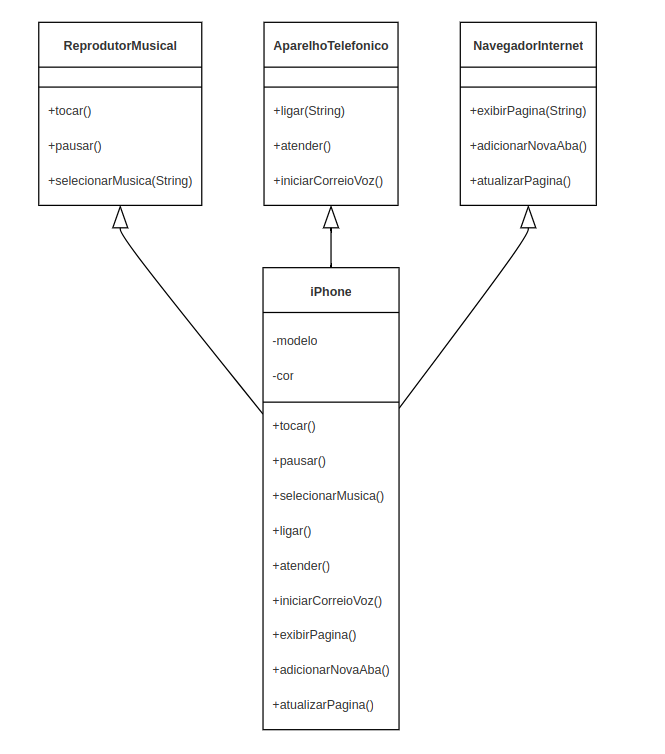 ReprodutorMusical
+tocar()
+pausar()
+selecionarMusica(String)
AparelhoTelefonico
+ligar(String)
+atender()
+iniciarCorreioVoz()
NavegadorInternet
+exibirPagina(String)
+adicionarNovaAba()
+atualizarPagina()
iPhone
-modelo
-cor
+tocar()
+pausar()
+selecionarMusica()
+ligar()
+atender()
+iniciarCorreioVoz()
+exibirPagina()
+adicionarNovaAba()
+atualizarPagina()